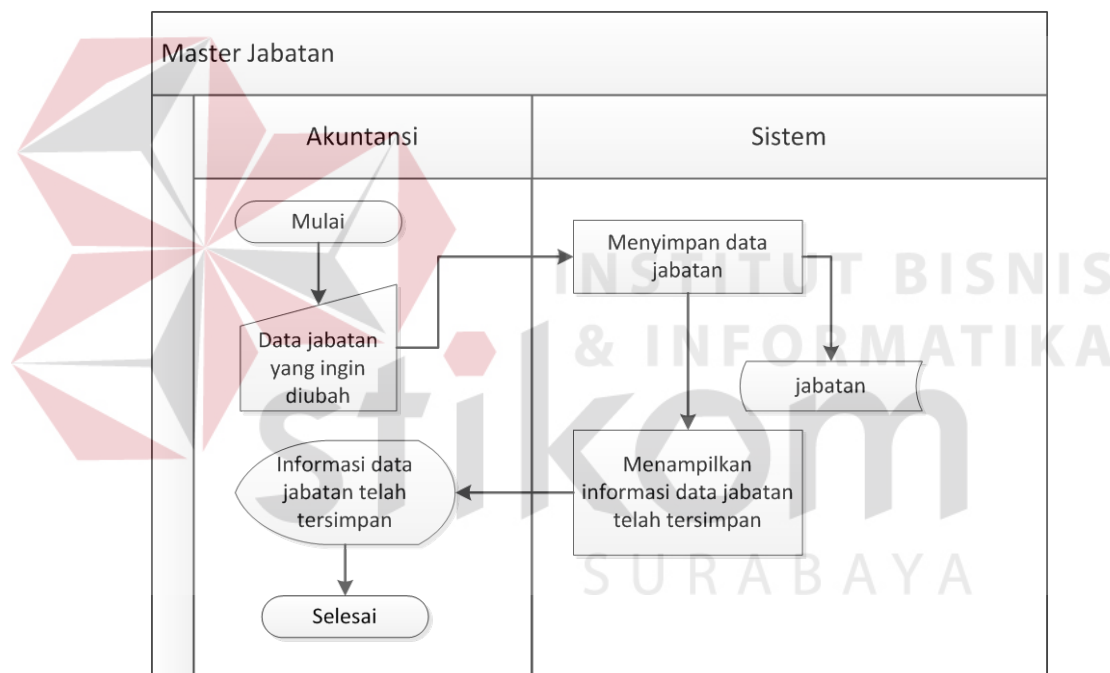 Master Jabatan
Akuntansi
Sistem
Mulai
Menyimpan data
jabatan
Data jabatan
yang ingin
diubah
jabatan
Informasi data
jabatan telah
tersimpan
Menampilkan
informasi data jabatan
telah tersimpan
Selesai
INSTITUT BISNIS
& INFORMATIKA
stikom
SURABAYA